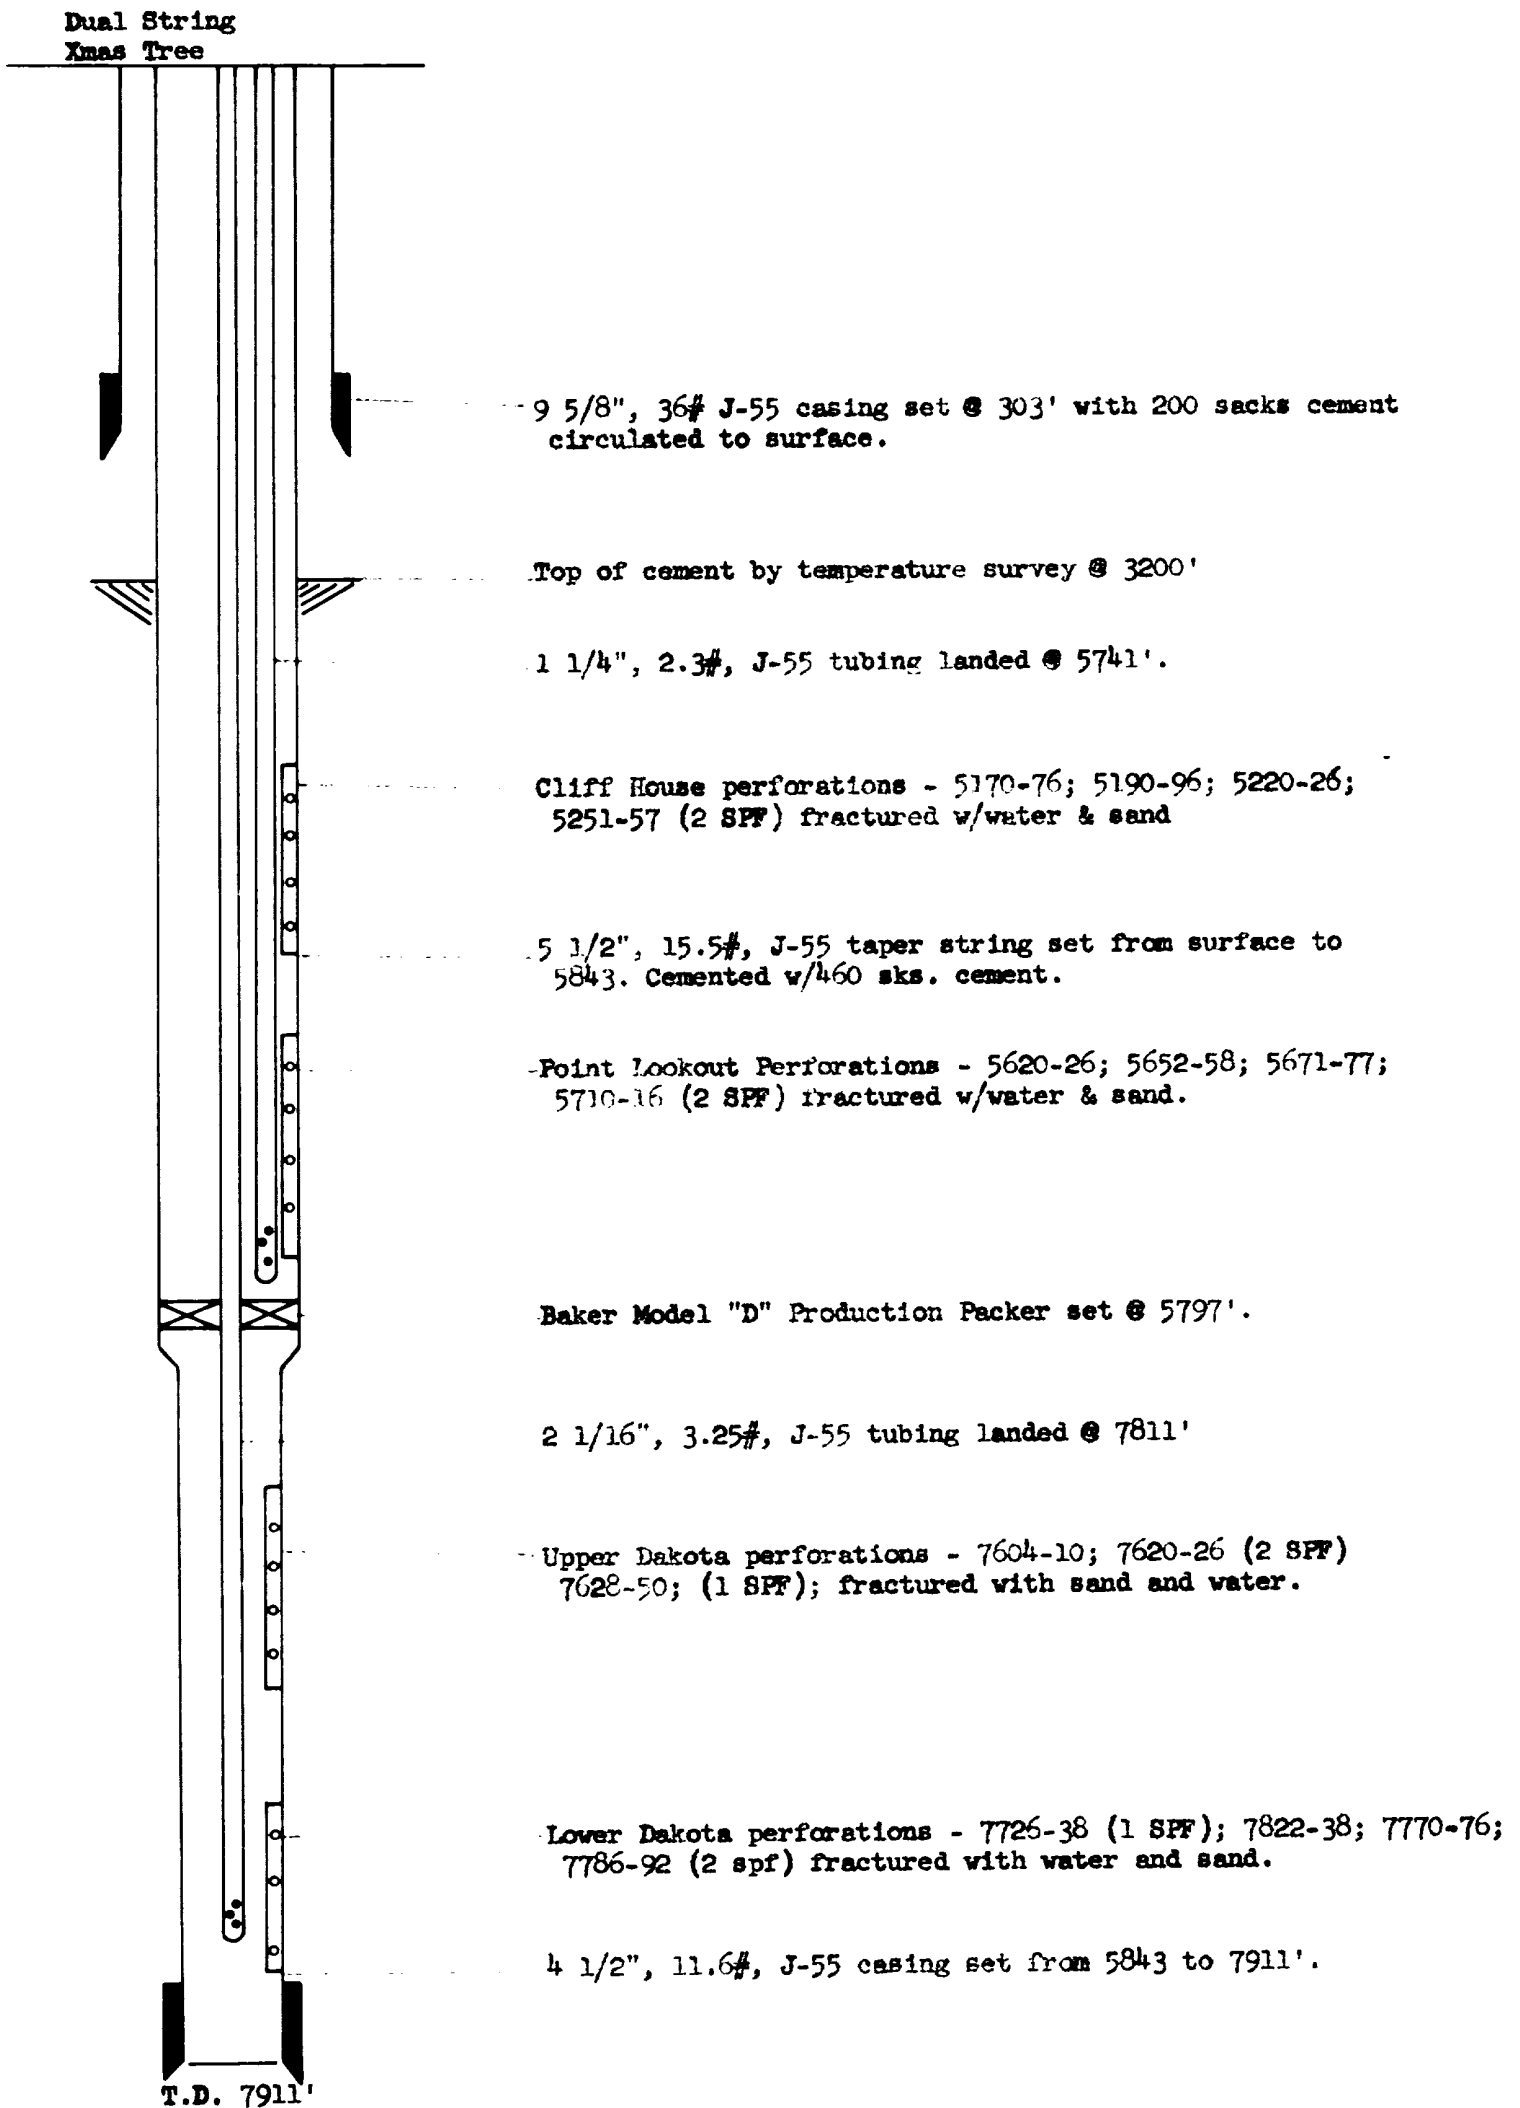 Dual String
Xmas Tree
9 5/8", 36# J-55 casing set @ 303' with 200 sacks cement
circulated to surface.
Top of cement by temperature survey @ 3200'
1 1/4", 2.3#, J-55 tubing landed @ 5741'.
Cliff House perforations - 5170-76; 5190-96; 5220-26;
5251-57 (2 SPF) fractured w/water & sand
5 1/2", 15.5#, J-55 taper string set from surface to
5843. Cemented w/460 sks. cement.
Point Lookout Perforations - 5620-26; 5652-58; 5671-77;
5710-16 (2 SPF) fractured w/water & sand.
Baker Model "D" Production Packer set @ 5797'.
2 1/16", 3.25#, J-55 tubing landed @ 7811'
Upper Dakota perforations - 7604-10; 7620-26 (2 SPF)
7628-50; (1 SPF); fractured with sand and water.
Lower Dakota perforations - 7726-38 (1 SPF); 7822-38; 7770-76;
7786-92 (2 spf) fractured with water and sand.
4 1/2", 11.6#, J-55 casing set from 5843 to 7911'.
T.D. 7911'